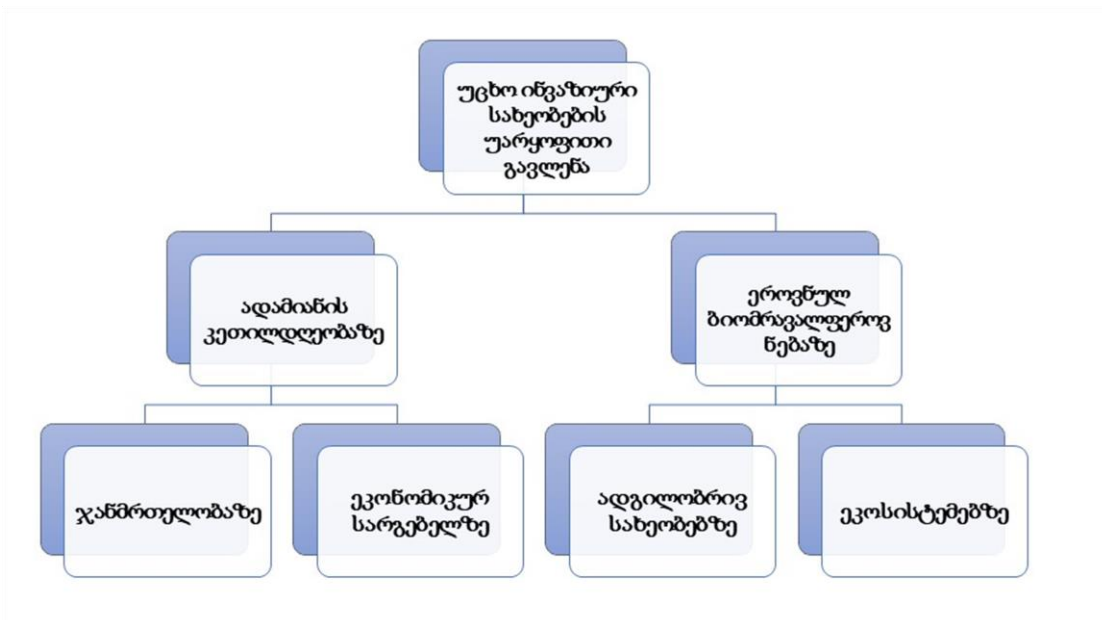 უცხო ინვაზიური
სახეობების
უარყოფითი
გავლენა
ადამიანის
კეთილდღეობაზე
ეროვნულ
ბიომრავალფეროვ
ნებაზე
ჯანმრთელობაზე
ეკონომიკურ
სარგებელზე
ადგილობრივ
სახეობებზე
ეკოსისტემებზე